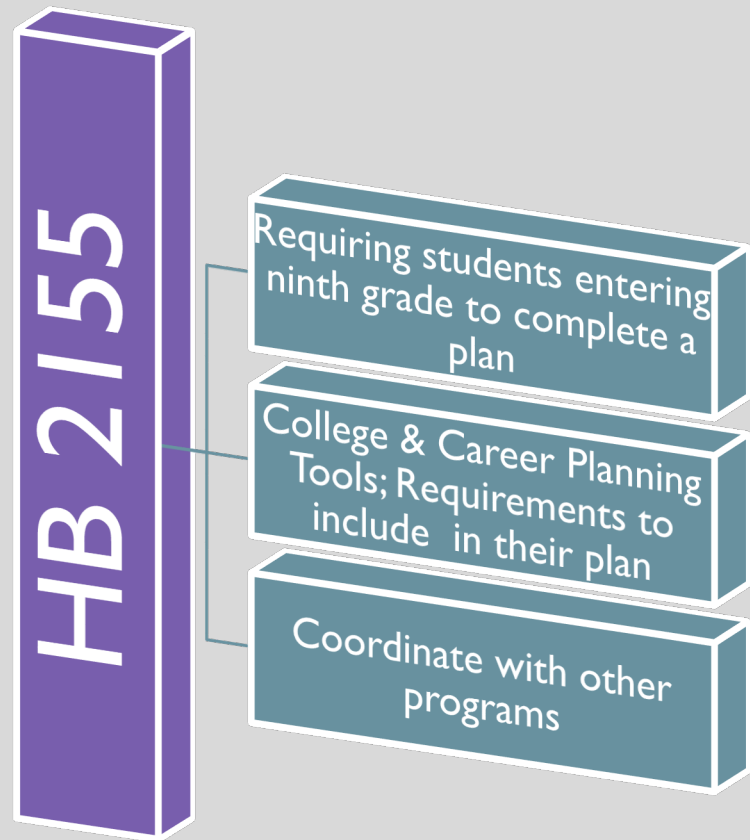 HB 2155
Requiring students entering
ninth grade to complete a
plan
College & Career Planning
Tools; Requirements to
include  in their plan
Coordinate with other
programs